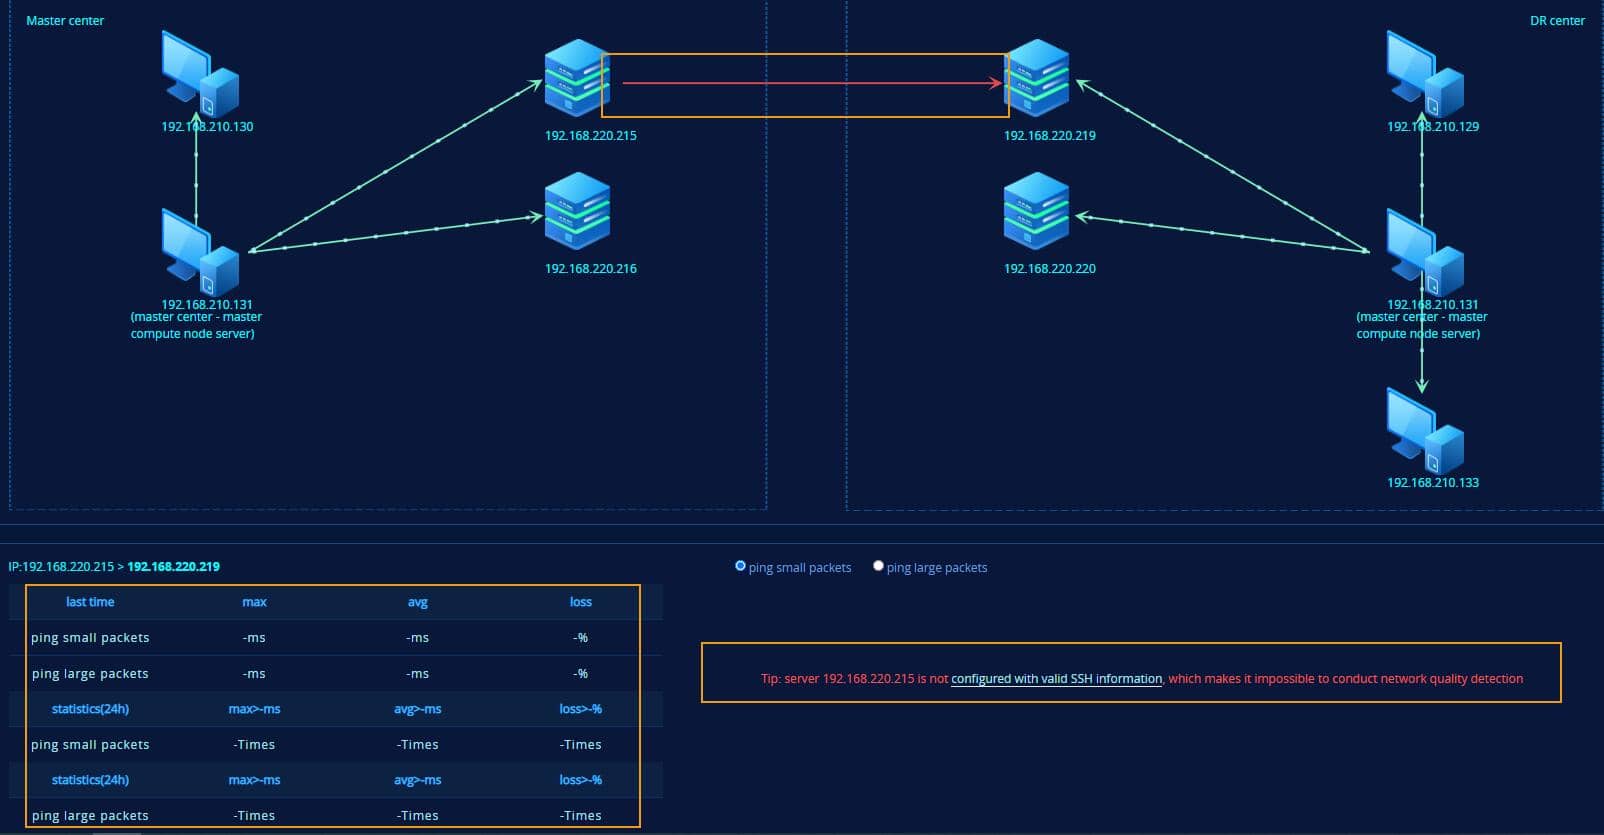 Master center
DR center
192.168.210.130
192.168.220.215
192.168.220.219
192.168.210.129
192.168.220.216
192.168.220.220
192.168.210.131
(master center - master
compute node server)
192.168.210.131
(master center - master
compute node server)
192.168.210.133
IP:192.168.220.215 > 192.168.220.219
ping small packets ping large packets
last time max avg loss
ping small packets -ms -ms -%
ping large packets -ms -ms -%
Tip: server 192.168.220.215 is not configured with valid SSH information, which makes it impossible to conduct network quality detection
statistics(24h) max>-ms avg>-ms loss>-%
ping small packets -Times -Times -Times
statistics(24h) max>-ms avg>-ms loss>-%
ping large packets -Times -Times -Times